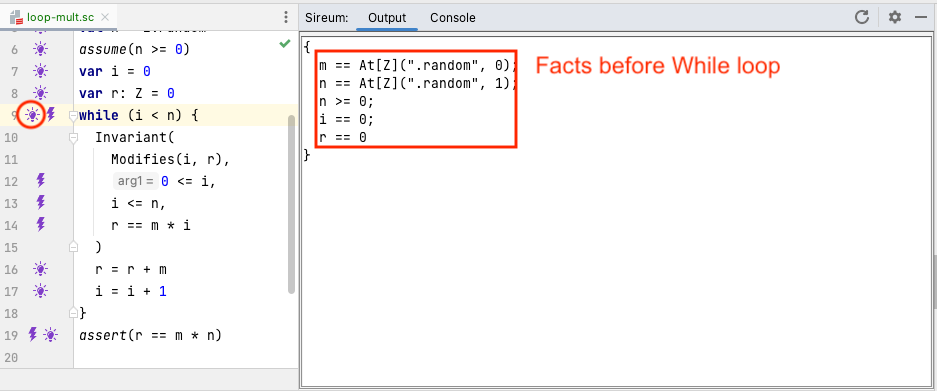 loop-mult.sc
Sireum: Output Console
6 assume(n >= 0)
7 var i = 0
8 var r: Z = 0
9 while (i < n) {
10 Invariant(
11 Modifies(i, r),
12 arg1 = 0 <= i,
13 i <= n,
14 r == m * i
15 )
16 r = r + m
17 i = i + 1
18 }
19 assert(r == m * n)
20
{
m == At[Z](".random", 0);
n == At[Z](".random", 1);
n >= 0;
i == 0;
r == 0
}
Facts before While loop